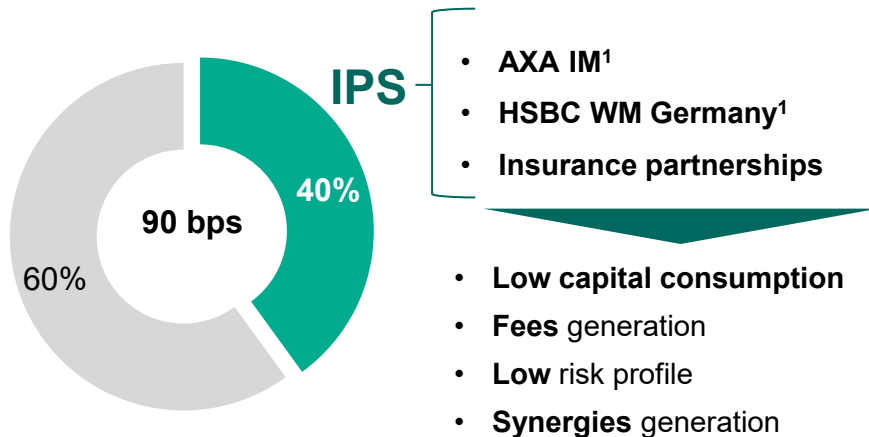 IPS
• AXA IM¹
• HSBC WM Germany¹
• Insurance partnerships
40%
90 bps
60%
• Low capital consumption
• Fees generation
• Low risk profile
• Synergies generation